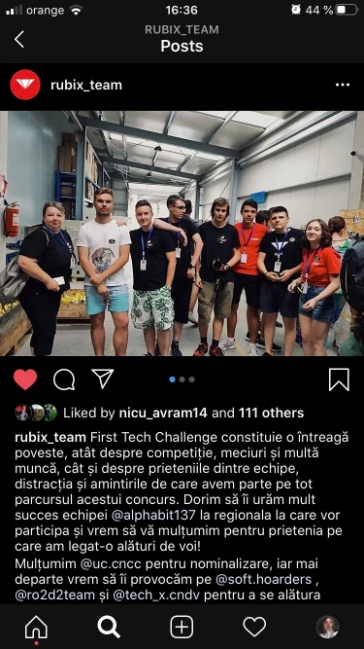 orange 16:36 44 %
RUBIX_TEAM
Posts
rubix_team
Liked by nicu_avram14 and 111 others
rubix_team First Tech Challenge constituie o întreagă
poveste, atât despre competiție, meciuri și multă
muncă, cât și despre prieteniile dintre echipe,
distracția și amintirile de care avem parte pe tot
parcursul acestui concurs. Dorim să îi urăm mult
succes echipei @alphabit137 la regionala la care vor
participa și vrem să vă mulțumim pentru prietenia pe
care am legat-o alături de voi!
Mulțumim @uc.cncc pentru nominalizare, iar mai
departe vrem să îi provocăm pe @soft.hoarders ,
@ro2d2team și @tech_x.cndv pentru a se alătura